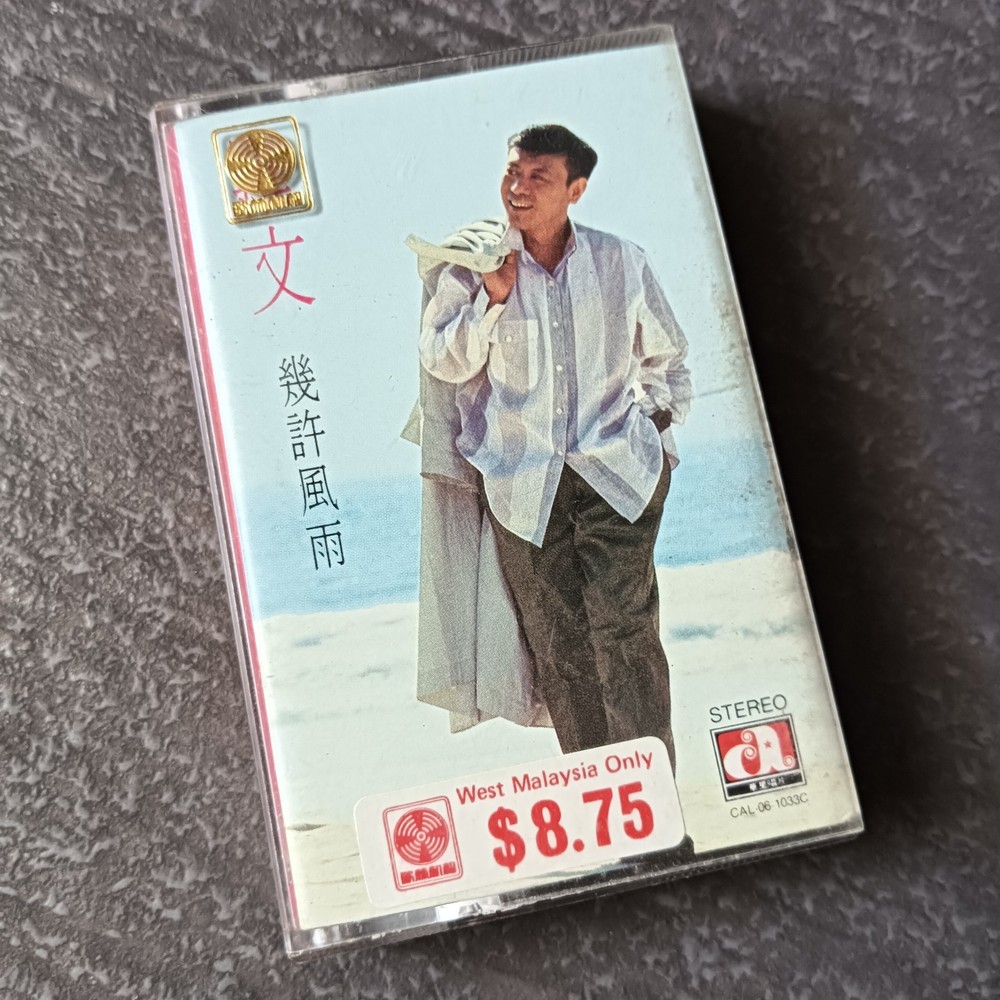 文
幾許風雨
STEREO
CAL-06-1033C
West Malaysia Only
$8.75